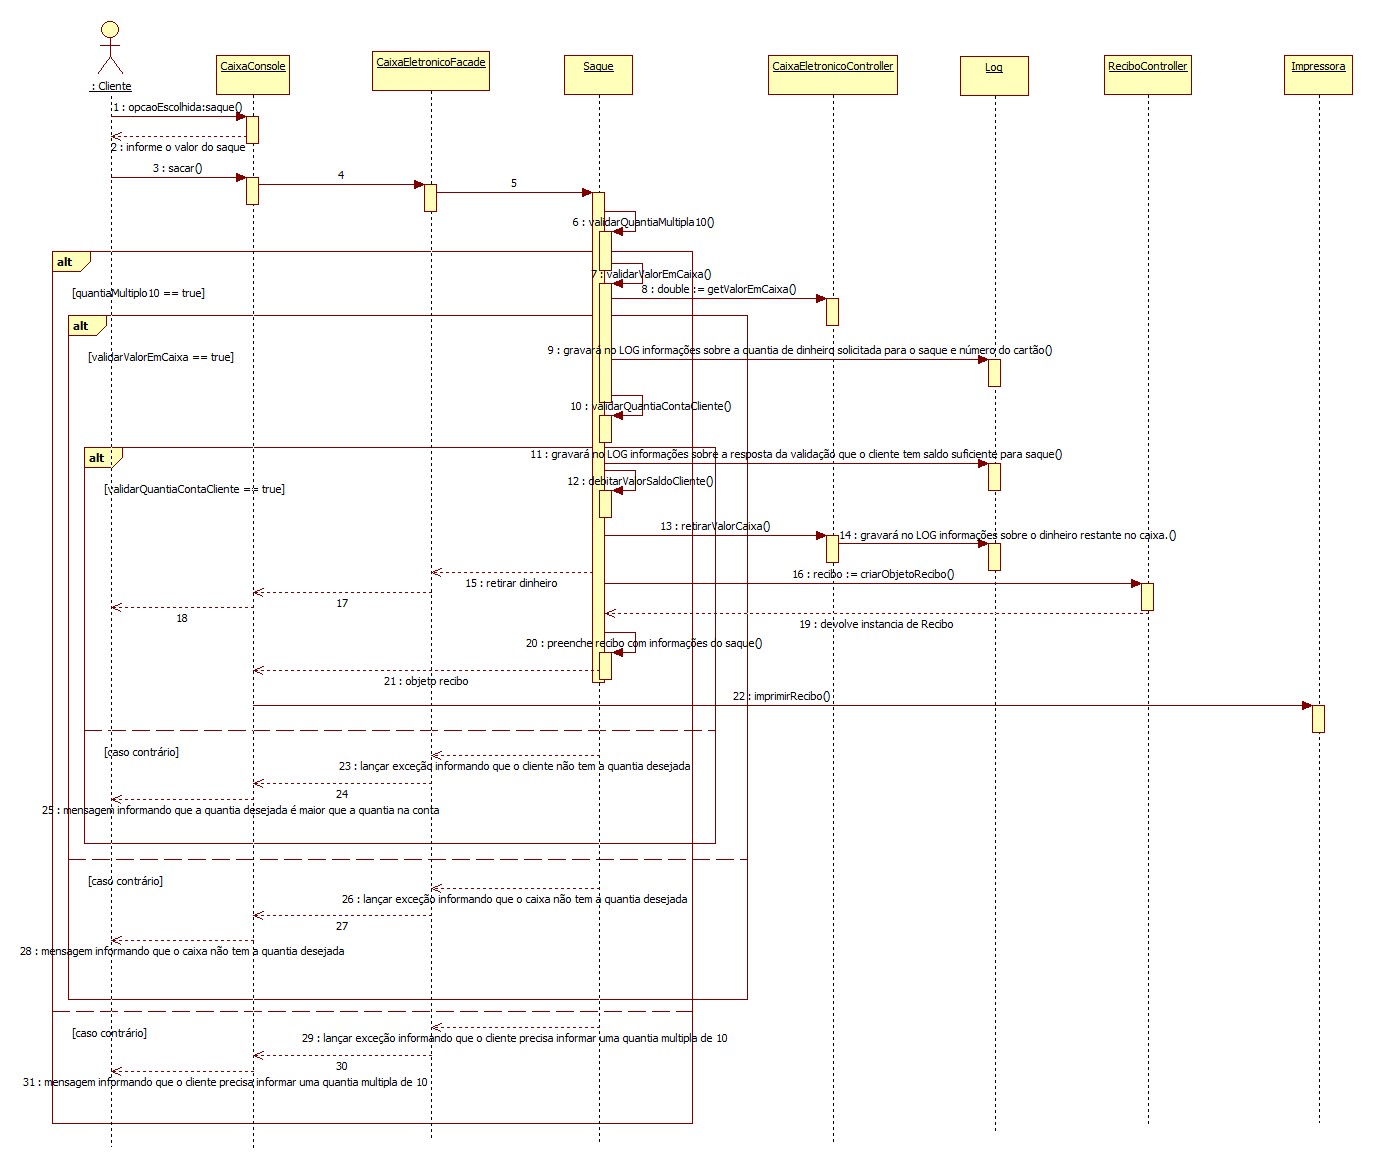 : Cliente
CaixaConsole
CaixaEletronicoFacade
Saque
CaixaEletronicoController
Log
ReciboController
Impressora
1 : opcaoEscolhida:saque()
2 : informe o valor do saque
3 : sacar()
4
5
6 : validarQuantiaMultipla10()
alt
7 : validarValorEmCaixa()
[quantiaMultiplo10 == true]
8 : double := getValorEmCaixa()
alt
[validarValorEmCaixa == true]
9 : gravará no LOG informações sobre a quantia de dinheiro solicitada para o saque e número do cartão()
10 : validarQuantiaContaCliente()
alt
11 : gravará no LOG informações sobre a resposta da validação que o cliente tem saldo suficiente para saque()
[validarQuantiaContaCliente == true]
12 : debitarValorSaldoCliente()
13 : retirarValorCaixa()
14 : gravará no LOG informações sobre o dinheiro restante no caixa.()
15 : retirar dinheiro
16 : recibo := criarObjetoRecibo()
17
18
19 : devolve instancia de Recibo
20 : preenche recibo com informações do saque()
21 : objeto recibo
22 : imprimirRecibo()
[caso contrário]
23 : lançar exceção informando que o cliente não tem a quantia desejada
24
25 : mensagem informando que a quantia desejada é maior que a quantia na conta
[caso contrário]
26 : lançar exceção informando que o caixa não tem a quantia desejada
27
28 : mensagem informando que o caixa não tem a quantia desejada
[caso contrário]
29 : lançar exceção informando que o cliente precisa informar uma quantia multipla de 10
30
31 : mensagem informando que o cliente precisa informar uma quantia multipla de 10